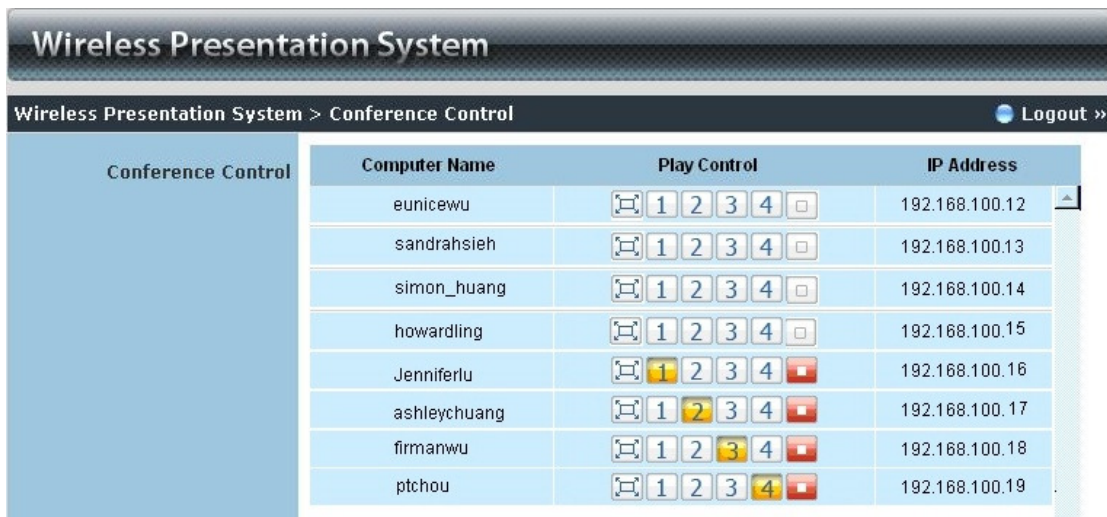 Wireless Presentation System
Wireless Presentation System > Conference Control Logout »
Conference Control Computer Name Play Control IP Address
eunicewu 1 2 3 4 192.168.100.12
sandrahsieh 1 2 3 4 192.168.100.13
simon_huang 1 2 3 4 192.168.100.14
howardling 1 2 3 4 192.168.100.15
Jenniferlu 1 2 3 4 192.168.100.16
ashleychuang 1 2 3 4 192.168.100.17
firmanwu 1 2 3 4 192.168.100.18
ptchou 1 2 3 4 192.168.100.19 .